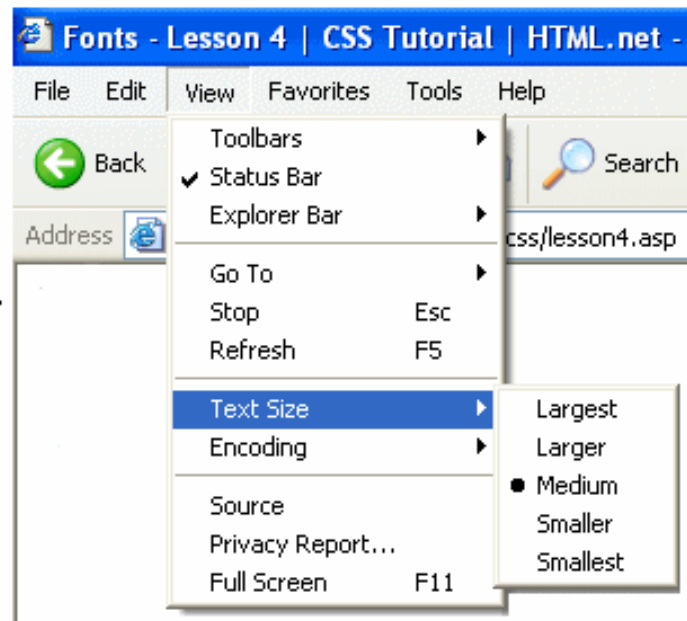 Fonts - Lesson 4 | CSS Tutorial | HTML.net -
File Edit View Favorites Tools Help
Back
Search
Address
css/lesson4.asp
Toolbars
Status Bar
Explorer Bar
Go To
Stop Esc
Refresh F5
Text Size
Encoding
Source
Privacy Report...
Full Screen F11
Largest
Larger
Medium
Smaller
Smallest